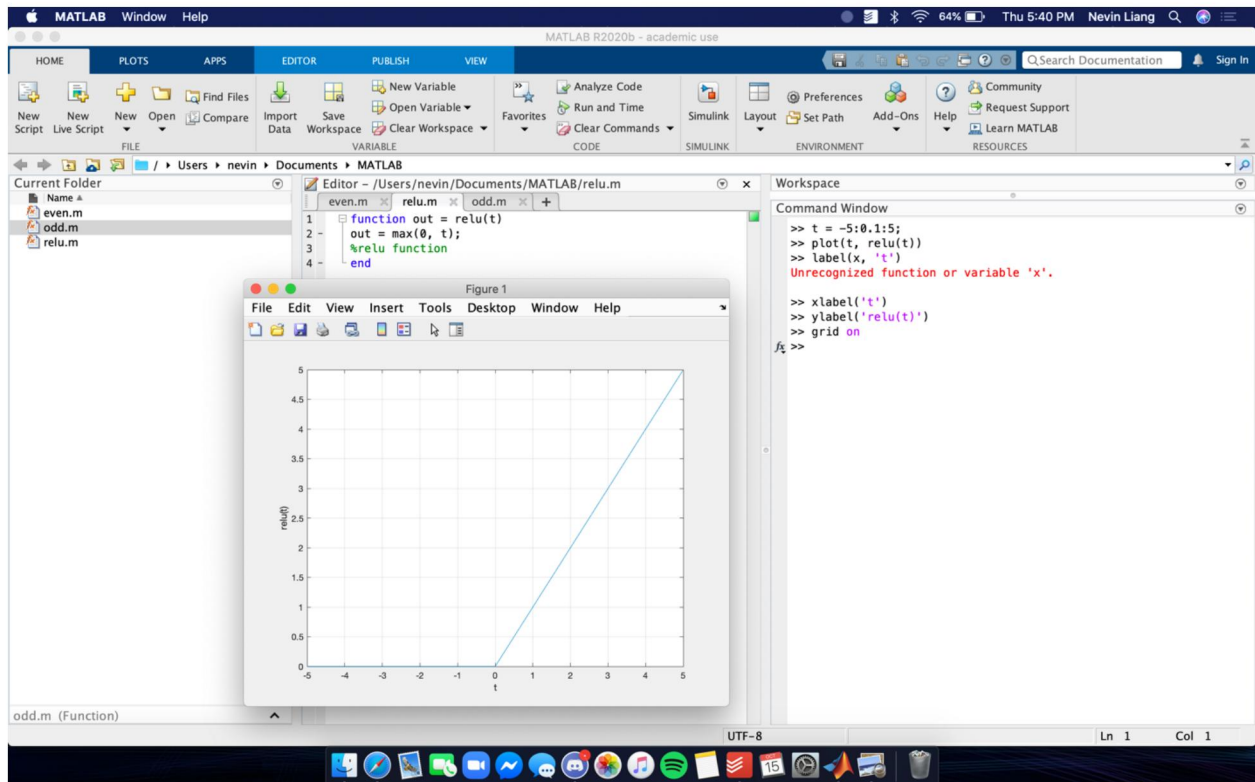 MATLAB Window Help
64% Thu 5:40 PM Nevin Liang
MATLAB R2020b - academic use
HOME PLOTS APPS EDITOR PUBLISH VIEW
Search Documentation Sign In
New Script
New Live Script
New
Open
Find Files
Compare
FILE
Import Data
Save Workspace
New Variable
Open Variable
Clear Workspace
VARIABLE
Favorites
Analyze Code
Run and Time
Clear Commands
CODE
Simulink
SIMULINK
Layout
Preferences
Set Path
Add-Ons
ENVIRONMENT
Help
Community
Request Support
Learn MATLAB
RESOURCES
/ Users nevin Documents MATLAB
Current Folder
Name
even.m
odd.m
relu.m
odd.m (Function)
Editor - /Users/nevin/Documents/MATLAB/relu.m
even.m relu.m odd.m +
1 function out = relu(t)
2 - out = max(0, t);
3 %relu function
4 - end
Figure 1
File Edit View Insert Tools Desktop Window Help
5
4.5
4
3.5
3
2.5
2
1.5
1
0.5
0
relu(t)
-5 -4 -3 -2 -1 0 1 2 3 4 5
t
Workspace
Command Window
>> t = -5:0.1:5;
>> plot(t, relu(t))
>> label(x, 't')
Unrecognized function or variable 'x'.
>> xlabel('t')
>> ylabel('relu(t)')
>> grid on
fx >>
UTF-8 Ln 1 Col 1
15